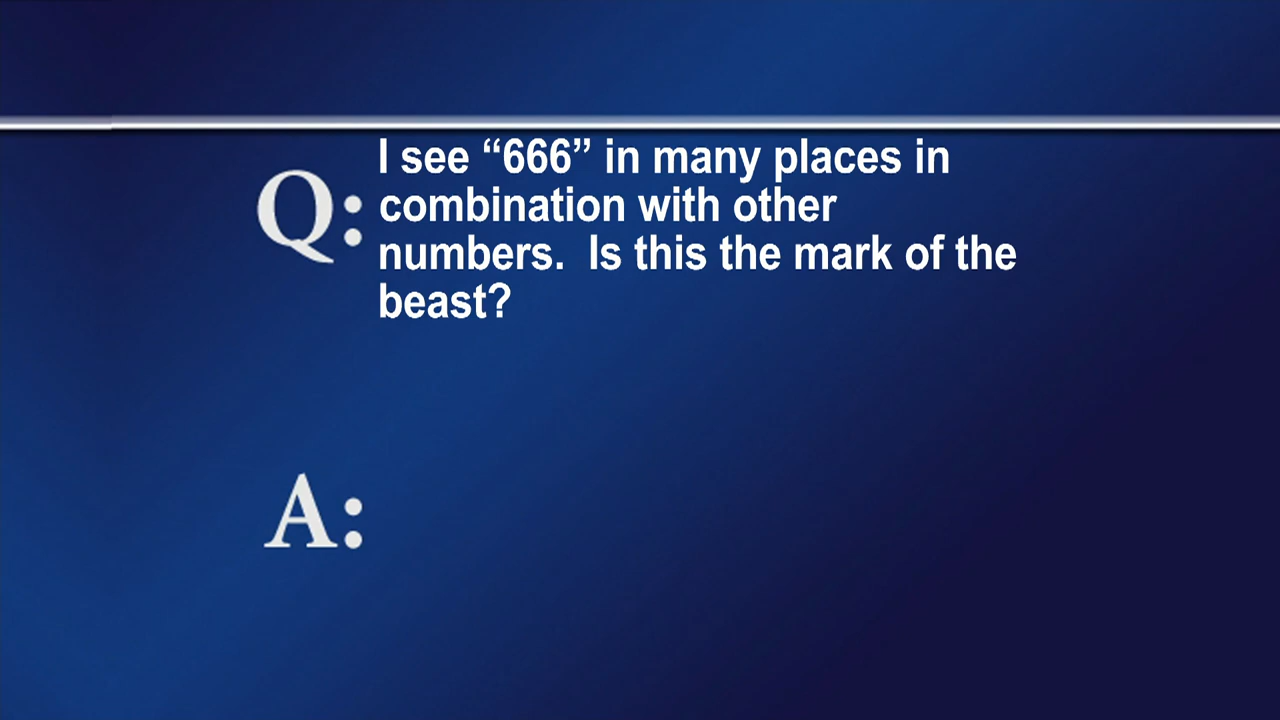 Q: I see “666” in many places in
combination with other
numbers.  Is this the mark of the
beast?
A: